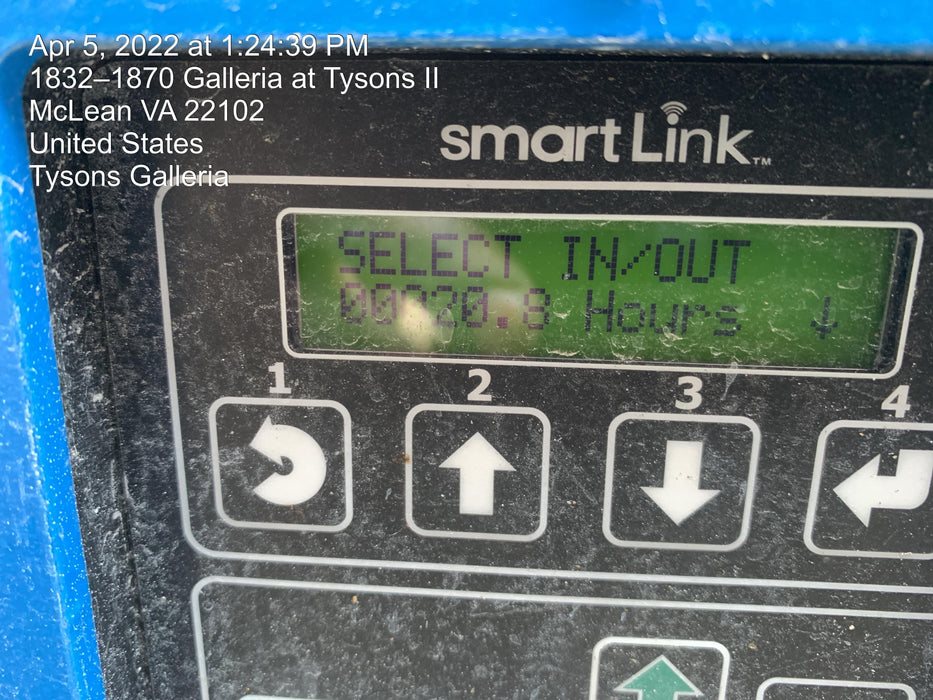 Apr 5, 2022 at 1:24:39 PM
1832–1870 Galleria at Tysons II
McLean VA 22102
United States
Tysons Galleria
smartLink™
SELECT IN/OUT
Hours ↓
1 2 3 4